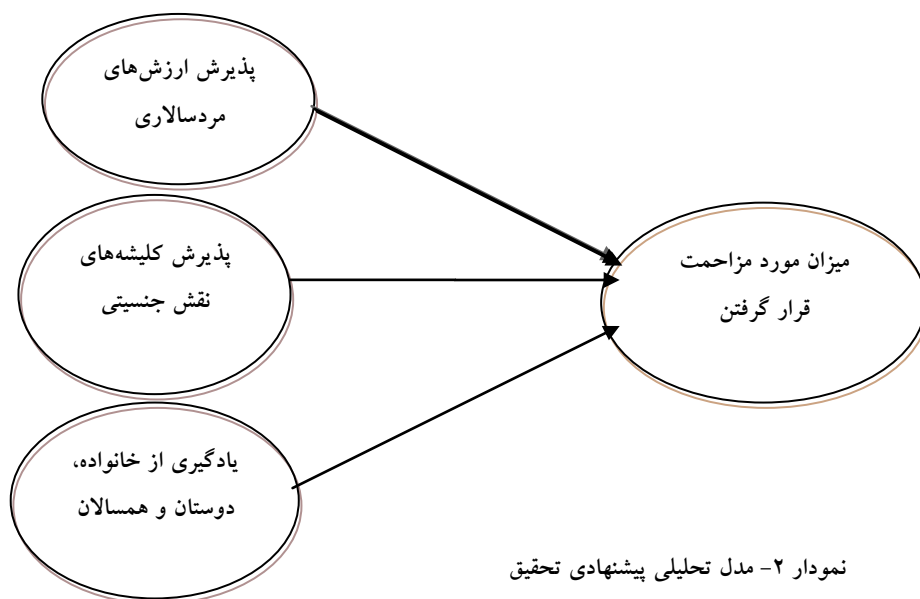 پذیرش ارزش‌های
مردسالاری
پذیرش کلیشه‌های
نقش جنسیتی
میزان مورد مزاحمت
قرار گرفتن
یادگیری از خانواده،
دوستان و همسالان
نمودار ۲- مدل تحلیلی پیشنهادی تحقیق